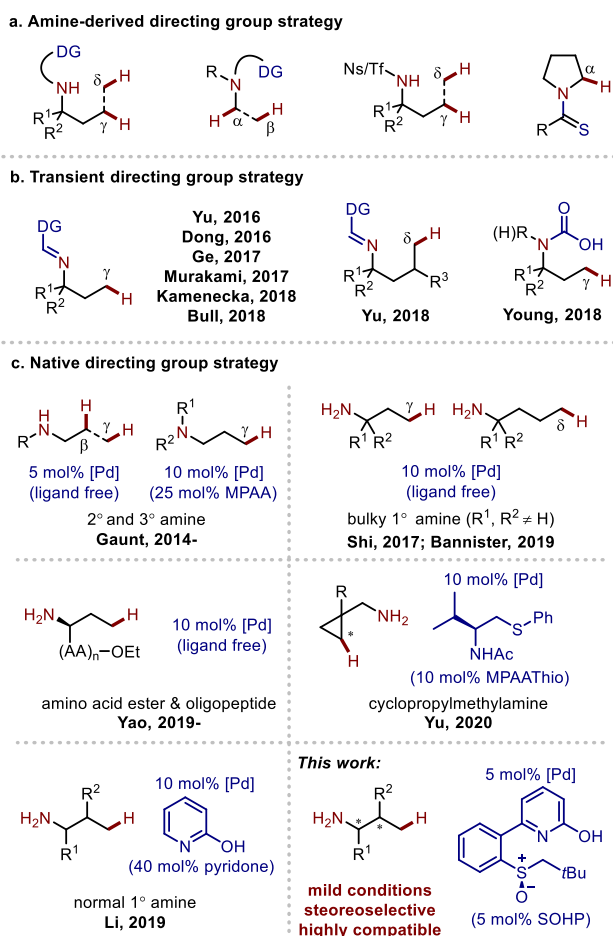 a. Amine-derived directing group strategy
DG
NH
δ
H
R1
R2
γ
H
R
N
DG
H
α
H
β
Ns/Tf
NH
δ
H
R1
R2
γ
H
α
N
H
R
S
b. Transient directing group strategy
DG
N
R1
R2
γ
H
Yu, 2016
Dong, 2016
Ge, 2017
Murakami, 2017
Kamenecka, 2018
Bull, 2018
DG
N
δ
H
R1
R2
R3
Yu, 2018
O
(H)R
N
OH
R1
R2
γ
H
Young, 2018
c. Native directing group strategy
H
N
R
H
β
γ
H
5 mol% [Pd]
(ligand free)
R1
R2
N
γ
H
10 mol% [Pd]
(25 mol% MPAA)
2° and 3° amine
Gaunt, 2014-
H2N
γ
H
R1
R2
H2N
H
R1
R2
δ
10 mol% [Pd]
(ligand free)
bulky 1° amine (R1, R2 ≠ H)
Shi, 2017; Bannister, 2019
H2N
H
(AA)n–OEt
10 mol% [Pd]
(ligand free)
amino acid ester & oligopeptide
Yao, 2019-
R
NH2
*
H
10 mol% [Pd]
S
Ph
NHAc
(10 mol% MPAAThio)
cyclopropylmethylamine
Yu, 2020
R2
H2N
H
R1
10 mol% [Pd]
N
OH
(40 mol% pyridone)
normal 1° amine
Li, 2019
This work:
R2
H2N
*
*
H
R1
mild conditions
steoreoselective
highly compatible
5 mol% [Pd]
N
OH
+
S
tBu
O
−
(5 mol% SOHP)